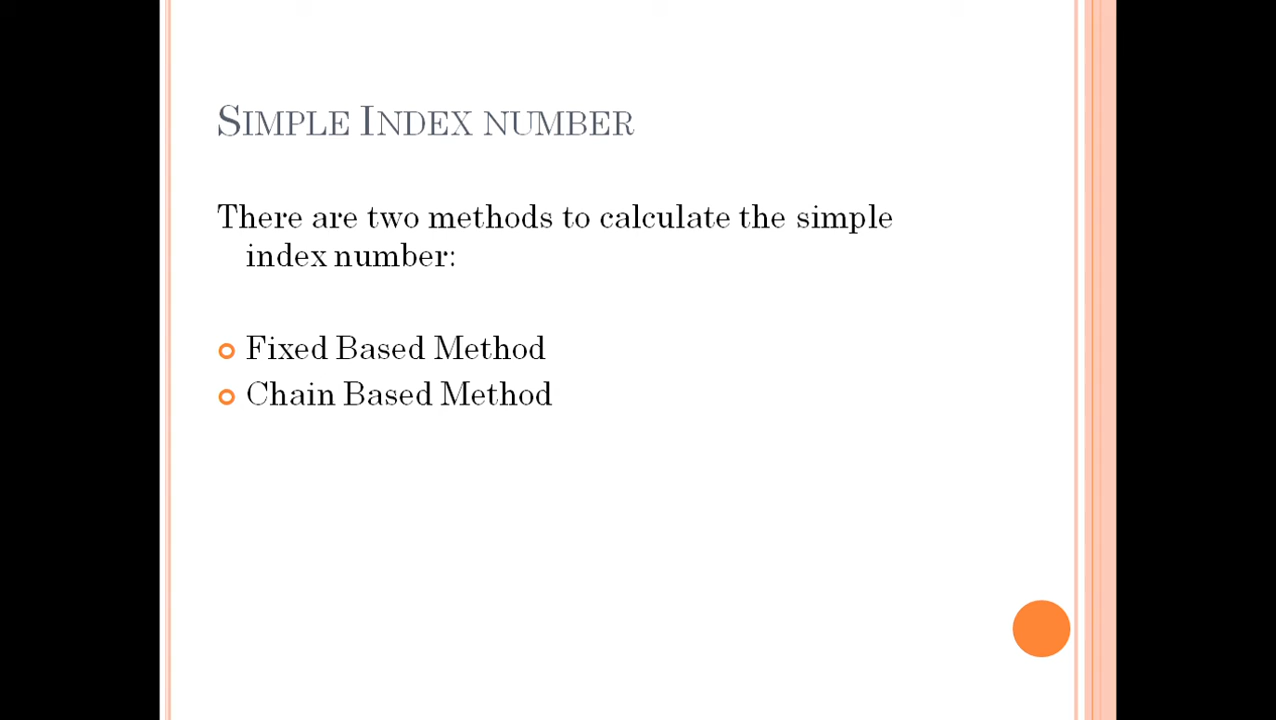 SIMPLE INDEX NUMBER
There are two methods to calculate the simple
index number:
Fixed Based Method
Chain Based Method